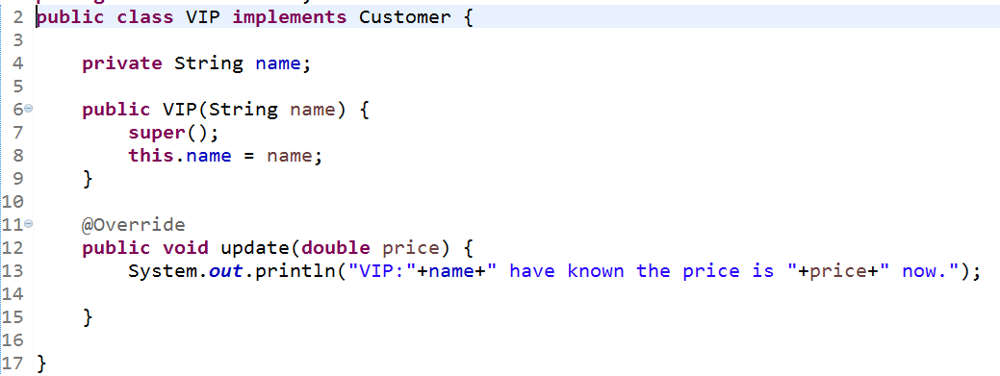 2 public class VIP implements Customer {
3
4     private String name;
5
6     public VIP(String name) {
7         super();
8         this.name = name;
9     }
10
11     @Override
12     public void update(double price) {
13         System.out.println("VIP:"+name+" have known the price is "+price+" now.");
14
15     }
16
17 }